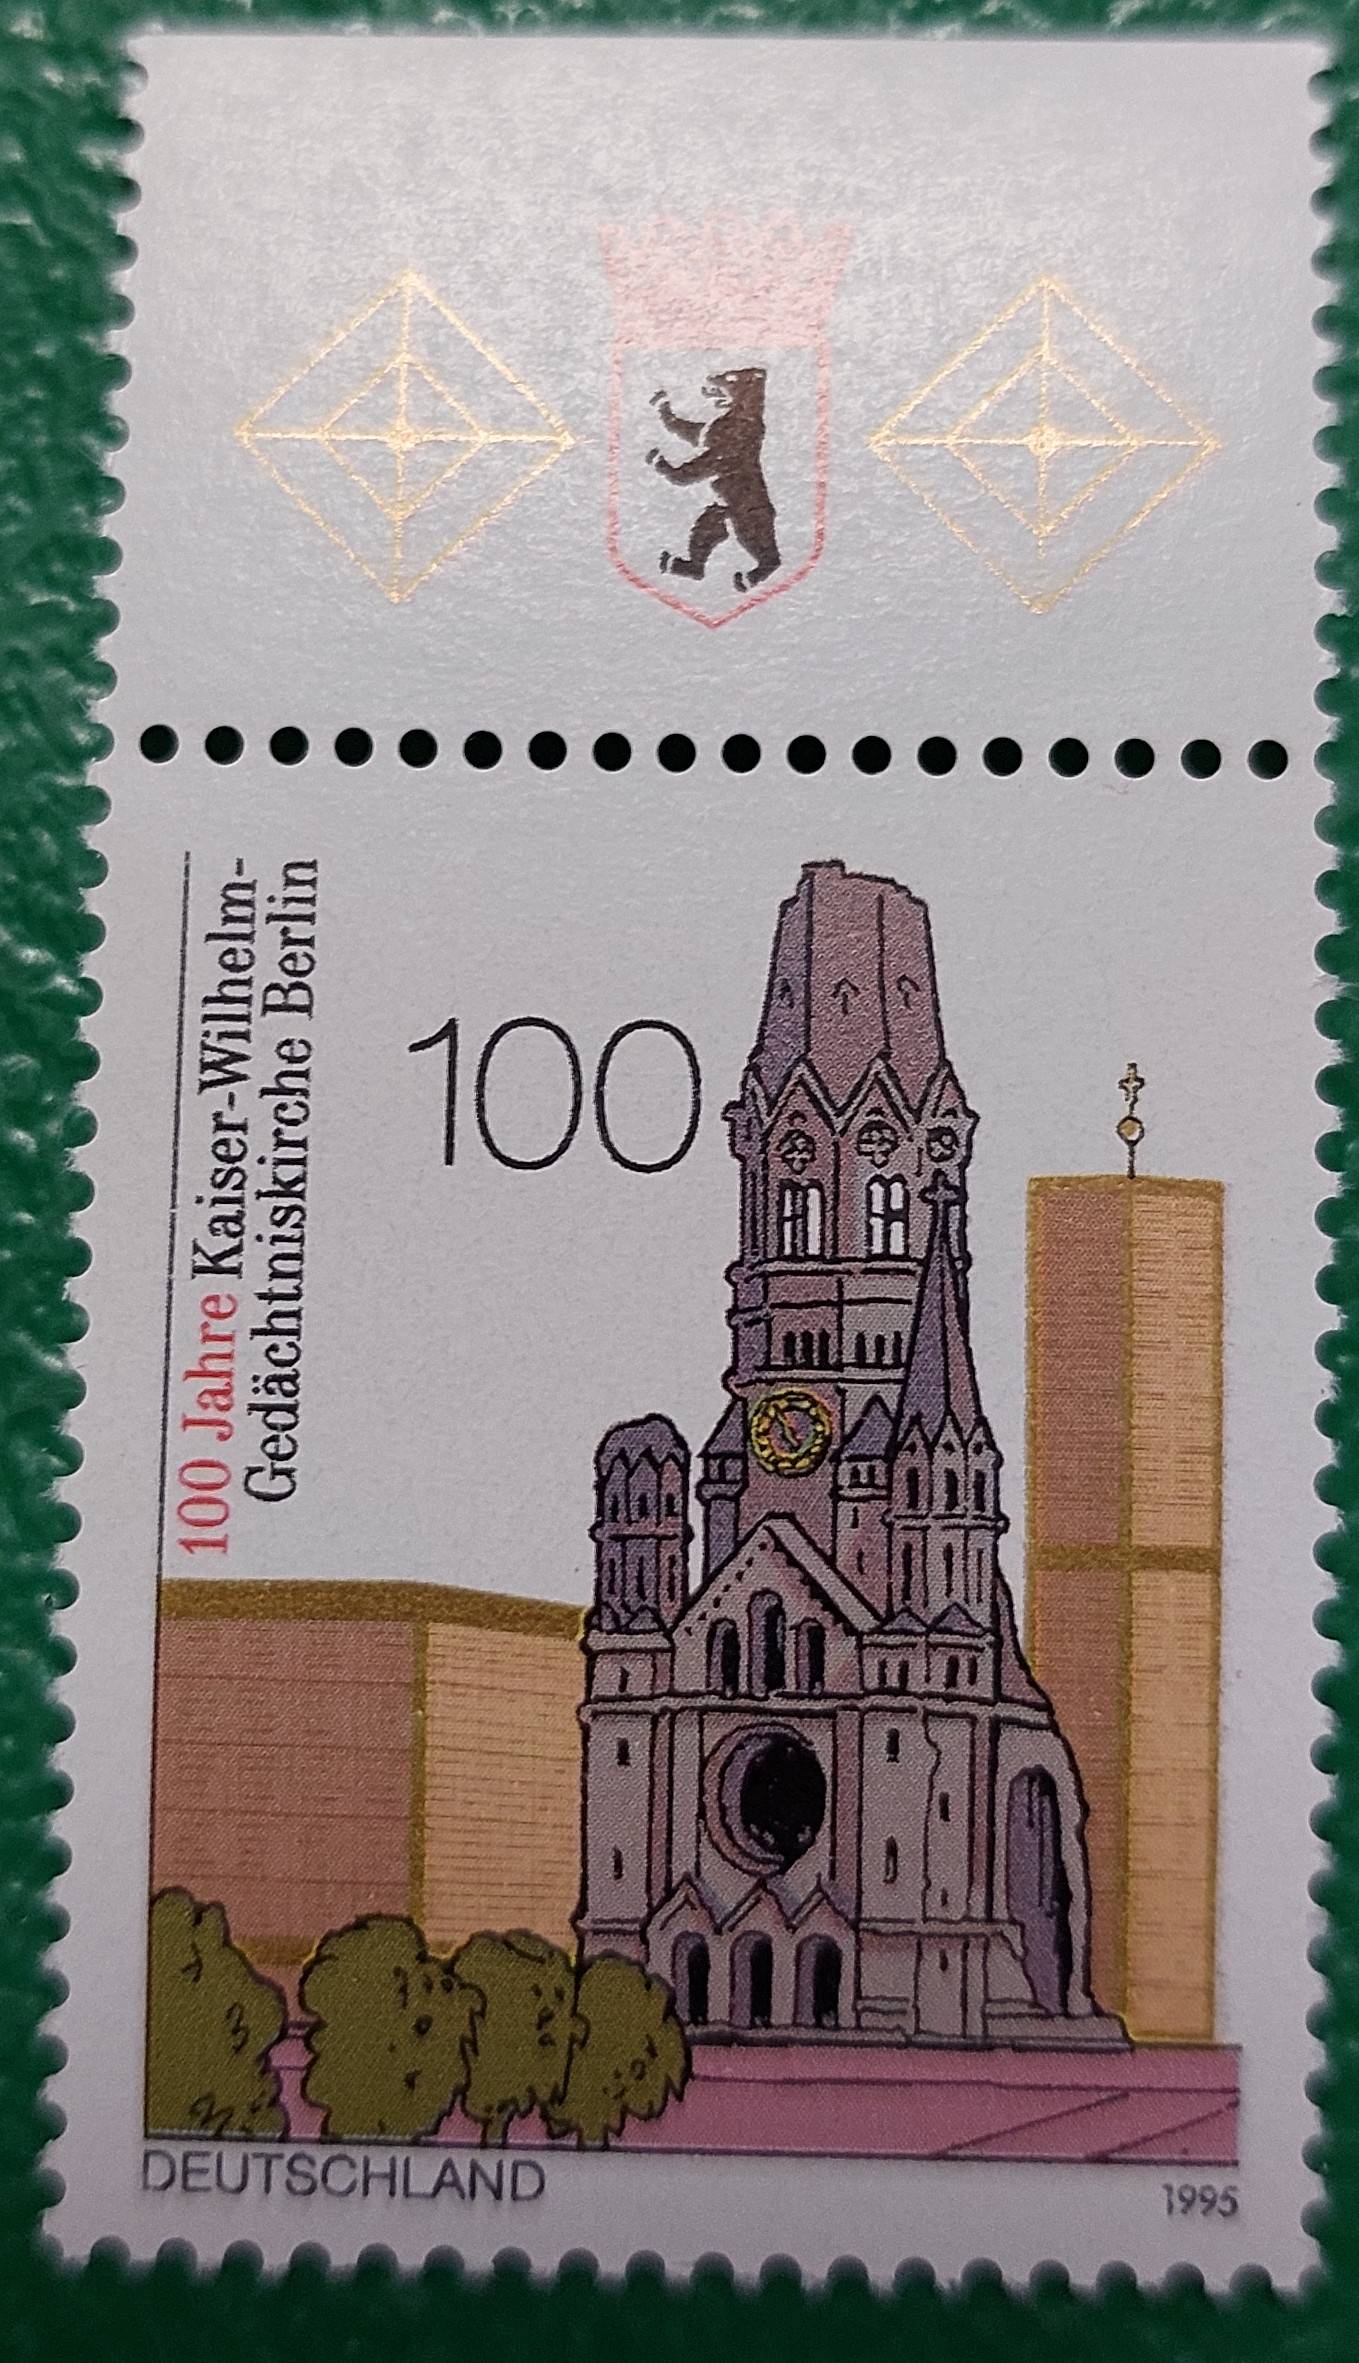 100 Jahre Kaiser-Wilhelm-
Gedächtniskirche Berlin
100
DEUTSCHLAND
1995